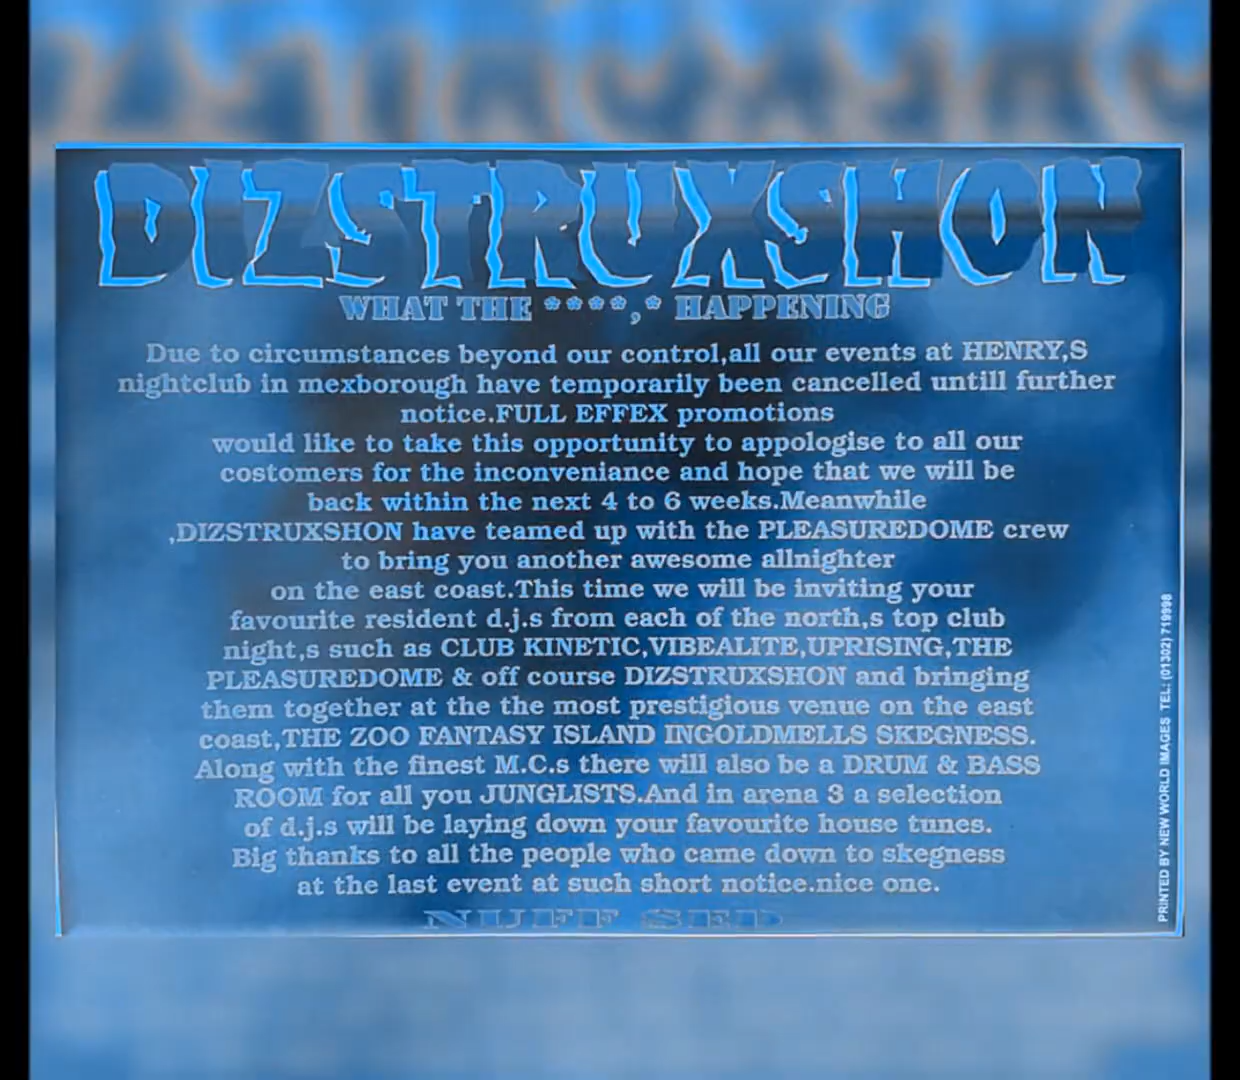 DIZSTRUXSHON
WHAT THE ****,* HAPPENING
Due to circumstances beyond our control,all our events at HENRY,S
nightclub in mexborough have temporarily been cancelled untill further
notice.FULL EFFEX promotions
would like to take this opportunity to appologise to all our
costomers for the inconveniance and hope that we will be
back within the next 4 to 6 weeks.Meanwhile
,DIZSTRUXSHON have teamed up with the PLEASUREDOME crew
to bring you another awesome allnighter
on the east coast.This time we will be inviting your
favourite resident d.j.s from each of the north,s top club
night,s such as CLUB KINETIC,VIBEALITE,UPRISING,THE
PLEASUREDOME & off course DIZSTRUXSHON and bringing
them together at the the most prestigious venue on the east
coast,THE ZOO FANTASY ISLAND INGOLDMELLS SKEGNESS.
Along with the finest M.C.s there will also be a DRUM & BASS
ROOM for all you JUNGLISTS.And in arena 3 a selection
of d.j.s will be laying down your favourite house tunes.
Big thanks to all the people who came down to skegness
at the last event at such short notice.nice one.
NUFF SED
PRINTED BY NEW WORLD IMAGES TEL: (01302) 719998